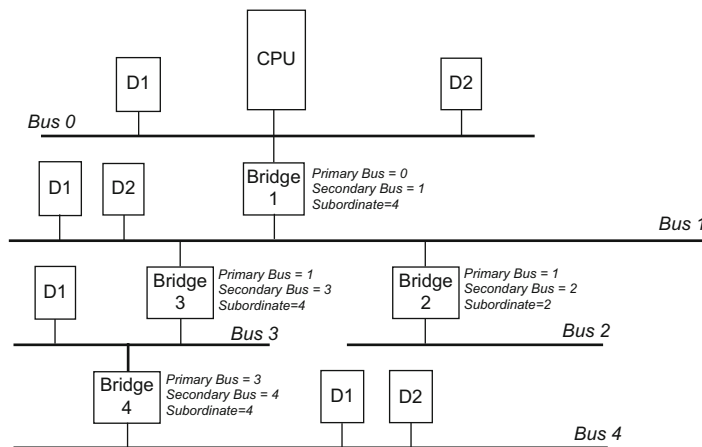 CPU
D1
D2
Bus 0
D1
D2
Bridge
1
Primary Bus = 0
Secondary Bus = 1
Subordinate=4
Bus 1
D1
Bridge
3
Primary Bus = 1
Secondary Bus = 3
Subordinate=4
Bridge
2
Primary Bus = 1
Secondary Bus = 2
Subordinate=2
Bus 3
Bus 2
Bridge
4
Primary Bus = 3
Secondary Bus = 4
Subordinate=4
D1
D2
Bus 4